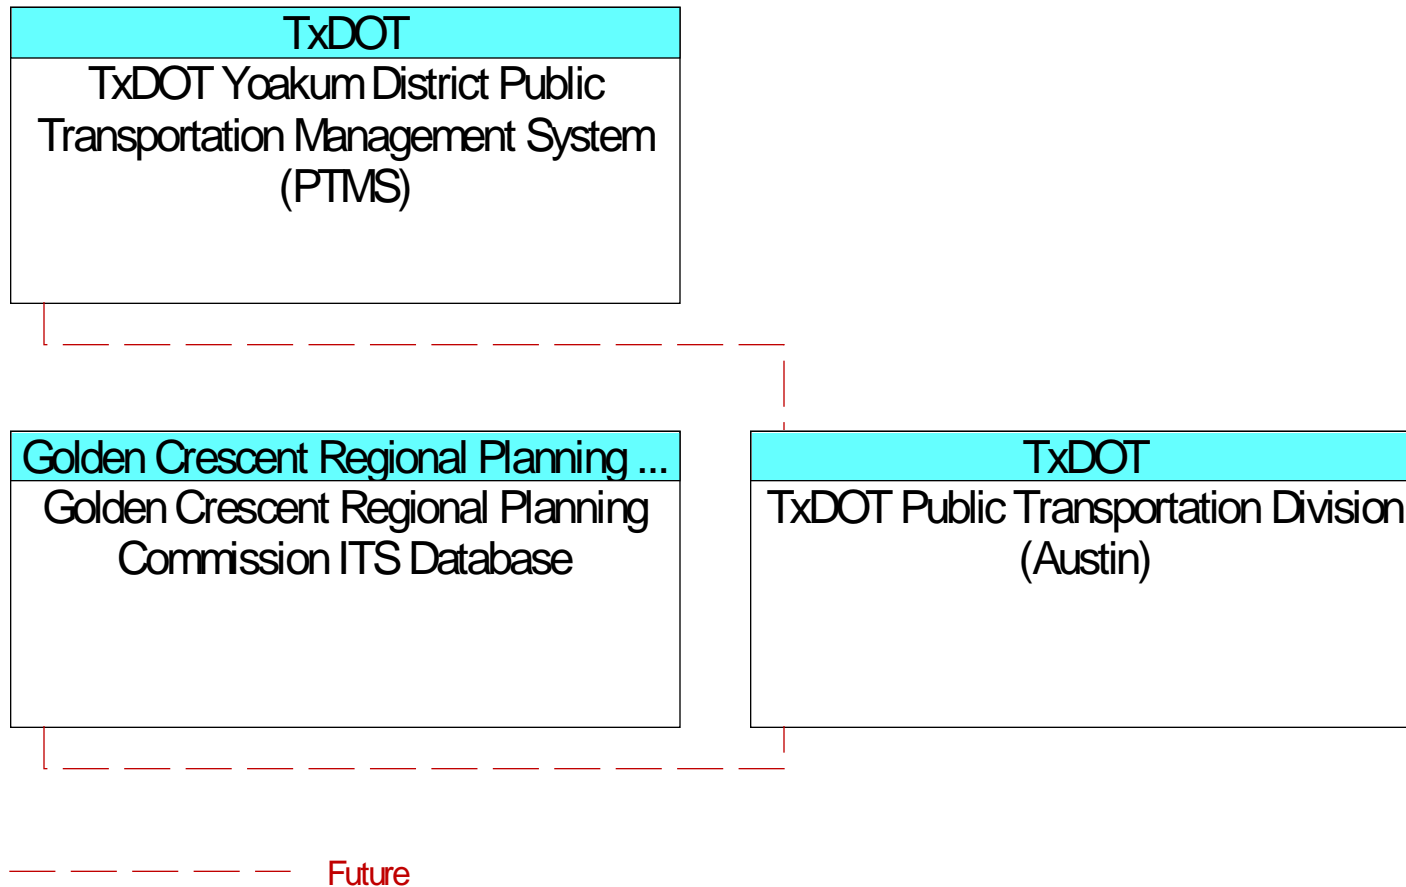 TxDOT
TxDOT Yoakum District Public
Transportation Management System
(PTMS)
Golden Crescent Regional Planning ...
Golden Crescent Regional Planning
Commission ITS Database
TxDOT
TxDOT Public Transportation Division
(Austin)
Future